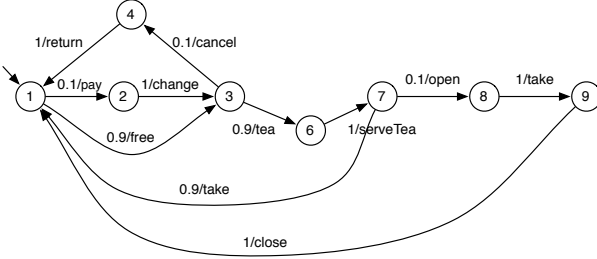 4
1/return
0.1/cancel
0.1/pay
1/change
0.1/open
1/take
1
2
3
7
8
9
0.9/free
0.9/tea
6
1/serveTea
0.9/take
1/close